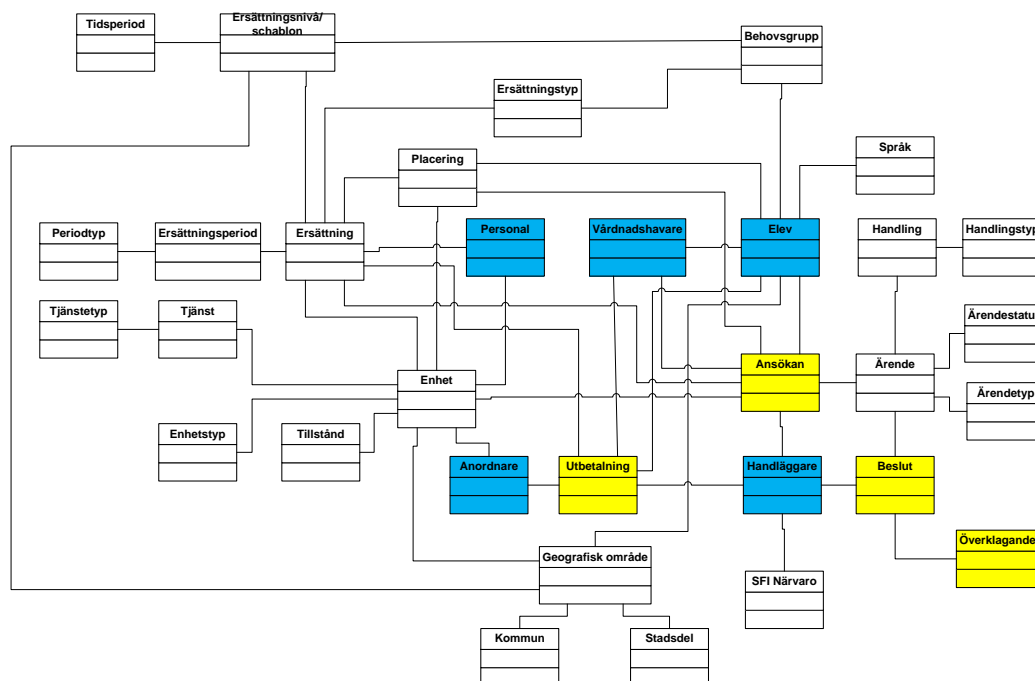 Ersättningsnivå/
schablon
Tidsperiod
Behovsgrupp
Ersättningstyp
Placering
Språk
Periodtyp
Ersättningsperiod
Ersättning
Personal
Vårdnadshavare
Elev
Handling
Handlingstyp
Tjänstetyp
Tjänst
Ärendestatu
Enhet
Ansökan
Ärende
Ärendetyp
Enhetstyp
Tillstånd
Anordnare
Utbetalning
Handläggare
Beslut
Överklagande
Geografisk område
SFI Närvaro
Kommun
Stadsdel